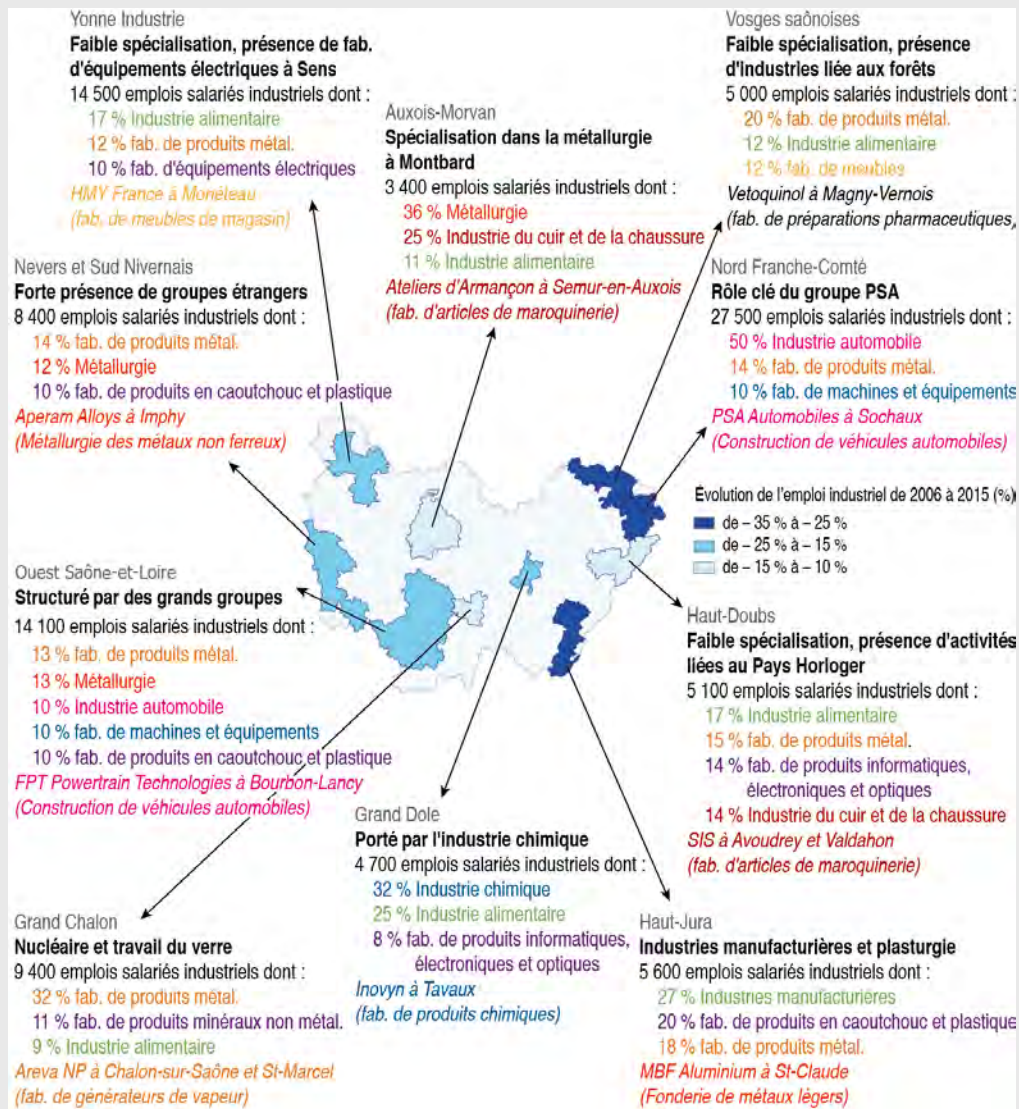 Yonne Industrie
Faible spécialisation, présence de fab.
d'équipements électriques à Sens
14 500 emplois salariés industriels dont :
17 % Industrie alimentaire
12 % fab. de produits métal.
10 % fab. d'équipements électriques
HMY France à Monéteau
(fab. de meubles de magasin)
Auxois-Morvan
Spécialisation dans la métallurgie
à Montbard
3 400 emplois salariés industriels dont :
36 % Métallurgie
25 % Industrie du cuir et de la chaussure
11 % Industrie alimentaire
Ateliers d'Armançon à Semur-en-Auxois
(fab. d'articles de maroquinerie)
Vosges saônoises
Faible spécialisation, présence
d'industries liée aux forêts
5 000 emplois salariés industriels dont :
20 % fab. de produits métal.
12 % Industrie alimentaire
12 % fab. de meubles
Vetoquinol à Magny-Vernois
(fab. de préparations pharmaceutiques,
Nevers et Sud Nivernais
Forte présence de groupes étrangers
8 400 emplois salariés industriels dont :
14 % fab. de produits métal.
12 % Métallurgie
10 % fab. de produits en caoutchouc et plastique
Aperam Alloys à Imphy
(Métallurgie des métaux non ferreux)
Nord Franche-Comté
Rôle clé du groupe PSA
27 500 emplois salariés industriels dont :
50 % Industrie automobile
14 % fab. de produits métal.
10 % fab. de machines et équipements
PSA Automobiles à Sochaux
(Construction de véhicules automobiles)
Évolution de l'emploi industriel de 2006 à 2015 (%)
de – 35 % à – 25 %
de – 25 % à – 15 %
de – 15 % à – 10 %
Ouest Saône-et-Loire
Structuré par des grands groupes
14 100 emplois salariés industriels dont :
13 % fab. de produits métal.
13 % Métallurgie
10 % Industrie automobile
10 % fab. de machines et équipements
10 % fab. de produits en caoutchouc et plastique
FPT Powertrain Technologies à Bourbon-Lancy
(Construction de véhicules automobiles)
Haut-Doubs
Faible spécialisation, présence d'activités
liées au Pays Horloger
5 100 emplois salariés industriels dont :
17 % Industrie alimentaire
15 % fab. de produits métal.
14 % fab. de produits informatiques,
électroniques et optiques
14 % Industrie du cuir et de la chaussure
SIS à Avoudrey et Valdahon
(fab. d'articles de maroquinerie)
Grand Dole
Porté par l'industrie chimique
4 700 emplois salariés industriels dont :
32 % Industrie chimique
25 % Industrie alimentaire
8 % fab. de produits informatiques,
électroniques et optiques
Inovyn à Tavaux
(fab. de produits chimiques)
Grand Chalon
Nucléaire et travail du verre
9 400 emplois salariés industriels dont :
32 % fab. de produits métal.
11 % fab. de produits minéraux non métal.
9 % Industrie alimentaire
Areva NP à Chalon-sur-Saône et St-Marcel
(fab. de générateurs de vapeur)
Haut-Jura
Industries manufacturières et plasturgie
5 600 emplois salariés industriels dont :
27 % Industries manufacturières
20 % fab. de produits en caoutchouc et plastique
18 % fab. de produits métal.
MBF Aluminium à St-Claude
(Fonderie de métaux légers)